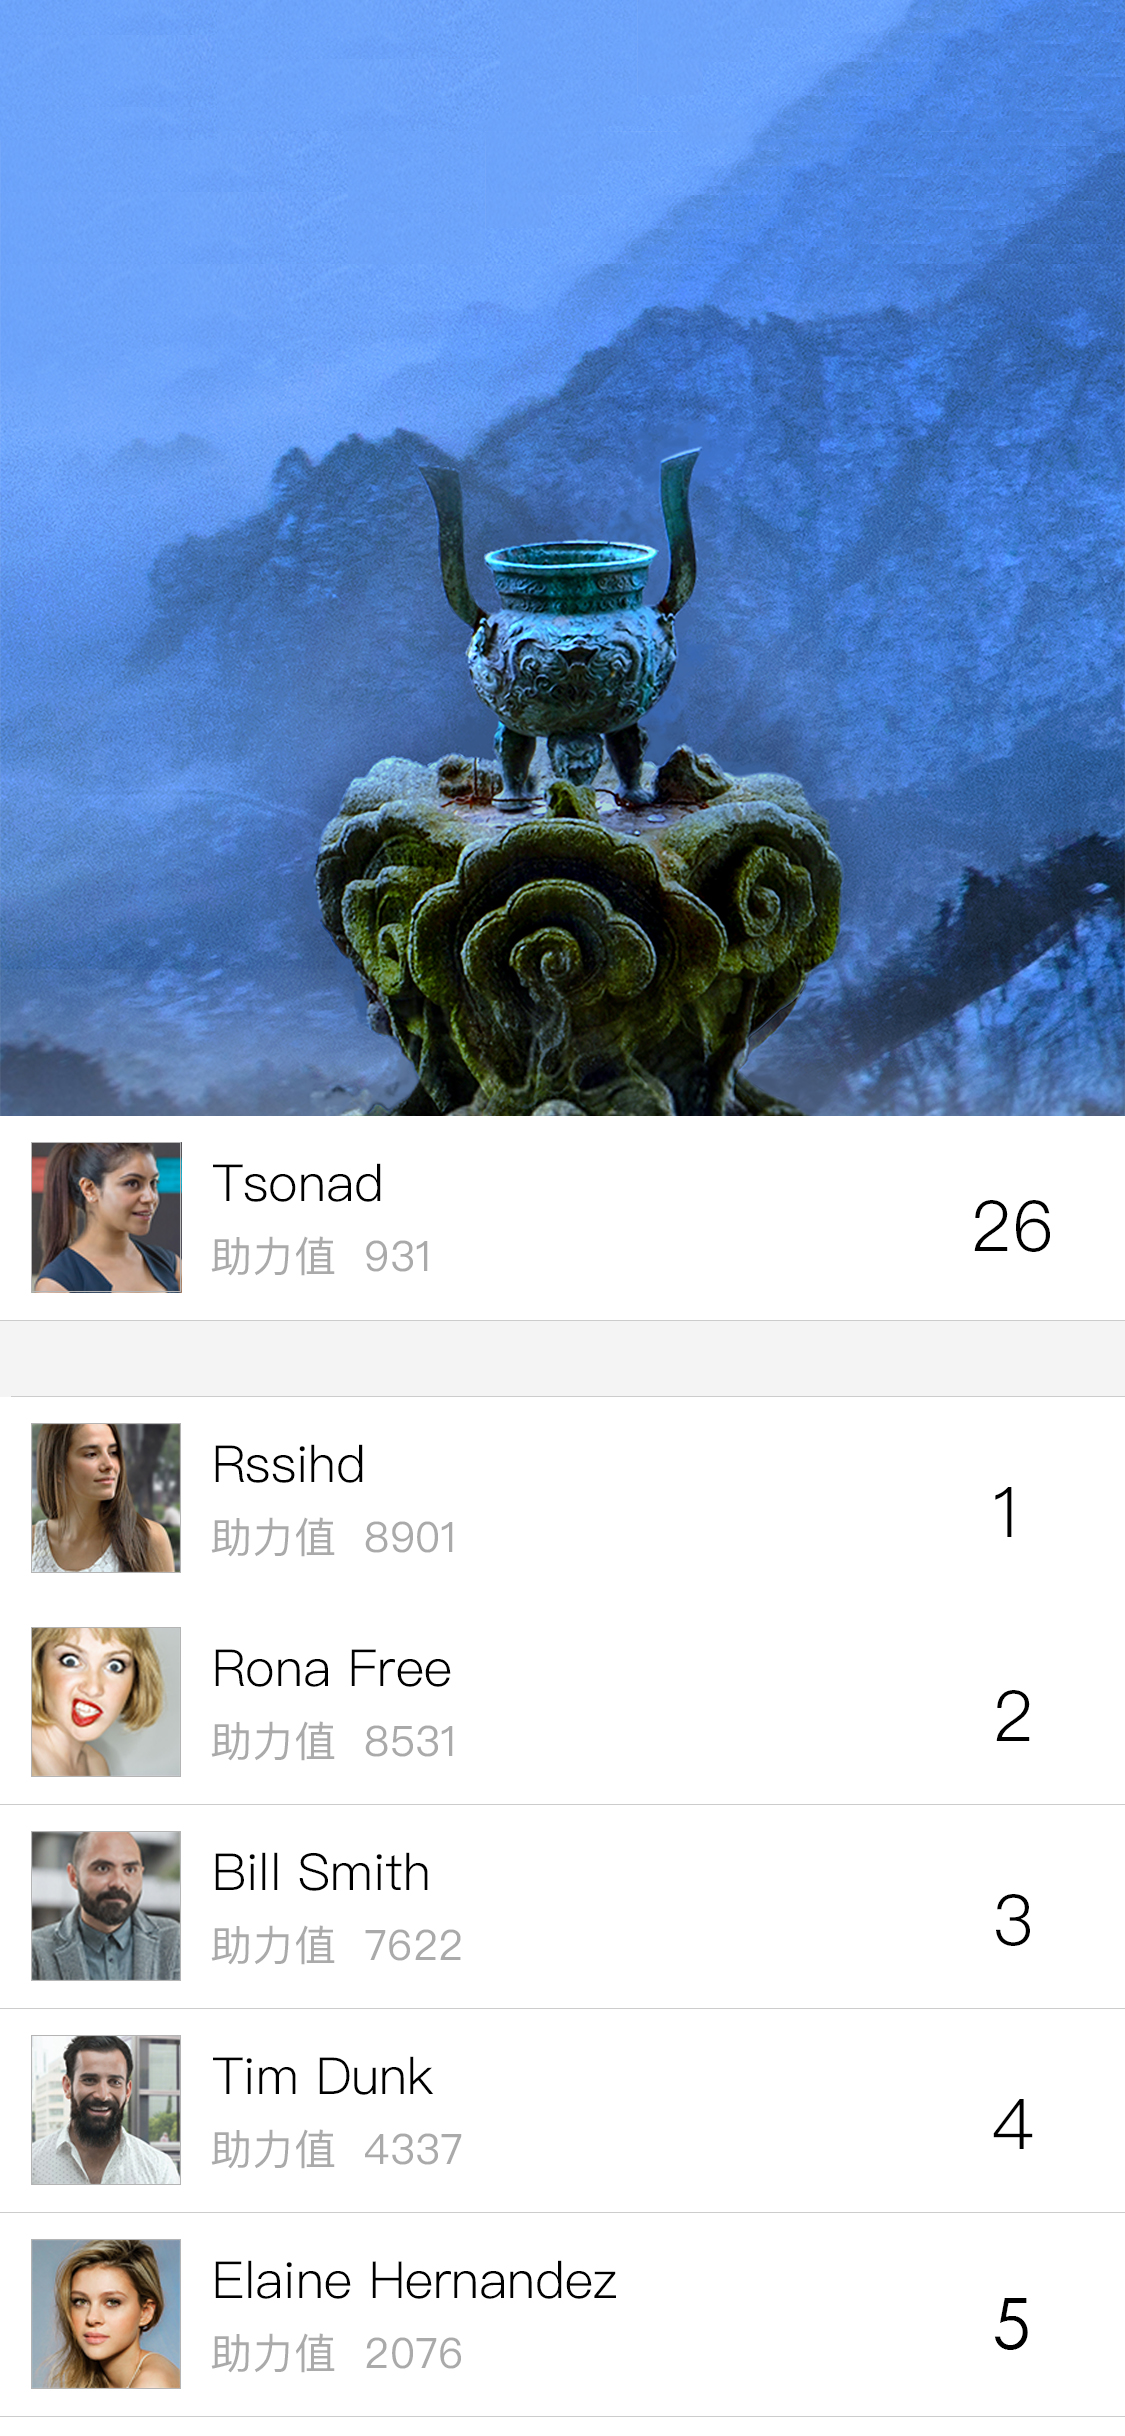 Tsonad
助力值 931
26
Rssihd
助力值 8901
1
Rona Free
助力值 8531
2
Bill Smith
助力值 7622
3
Tim Dunk
助力值 4337
4
Elaine Hernandez
助力值 2076
5